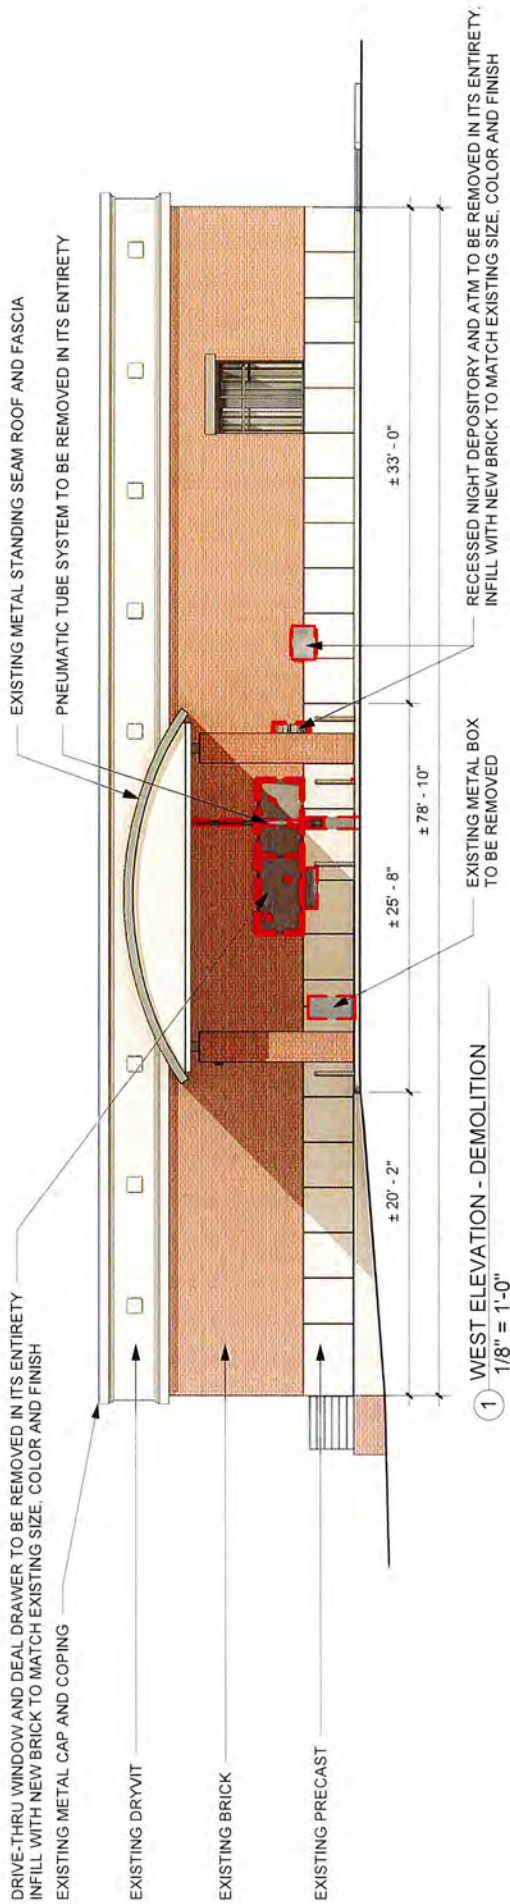 DRIVE-THRU WINDOW AND DEAL DRAWER TO BE REMOVED IN ITS ENTIRETY
INFILL WITH NEW BRICK TO MATCH EXISTING SIZE, COLOR AND FINISH
EXISTING METAL CAP AND COPING
EXISTING DRYVIT
EXISTING BRICK
EXISTING PRECAST
EXISTING METAL STANDING SEAM ROOF AND FASCIA
PNEUMATIC TUBE SYSTEM TO BE REMOVED IN ITS ENTIRETY
± 20' - 2"
± 25' - 8"
± 33' - 0"
± 78' - 10"
EXISTING METAL BOX
TO BE REMOVED
RECESSED NIGHT DEPOSITORY AND ATM TO BE REMOVED IN ITS ENTIRETY.
INFILL WITH NEW BRICK TO MATCH EXISTING SIZE, COLOR AND FINISH
1 WEST ELEVATION - DEMOLITION
1/8" = 1'-0"